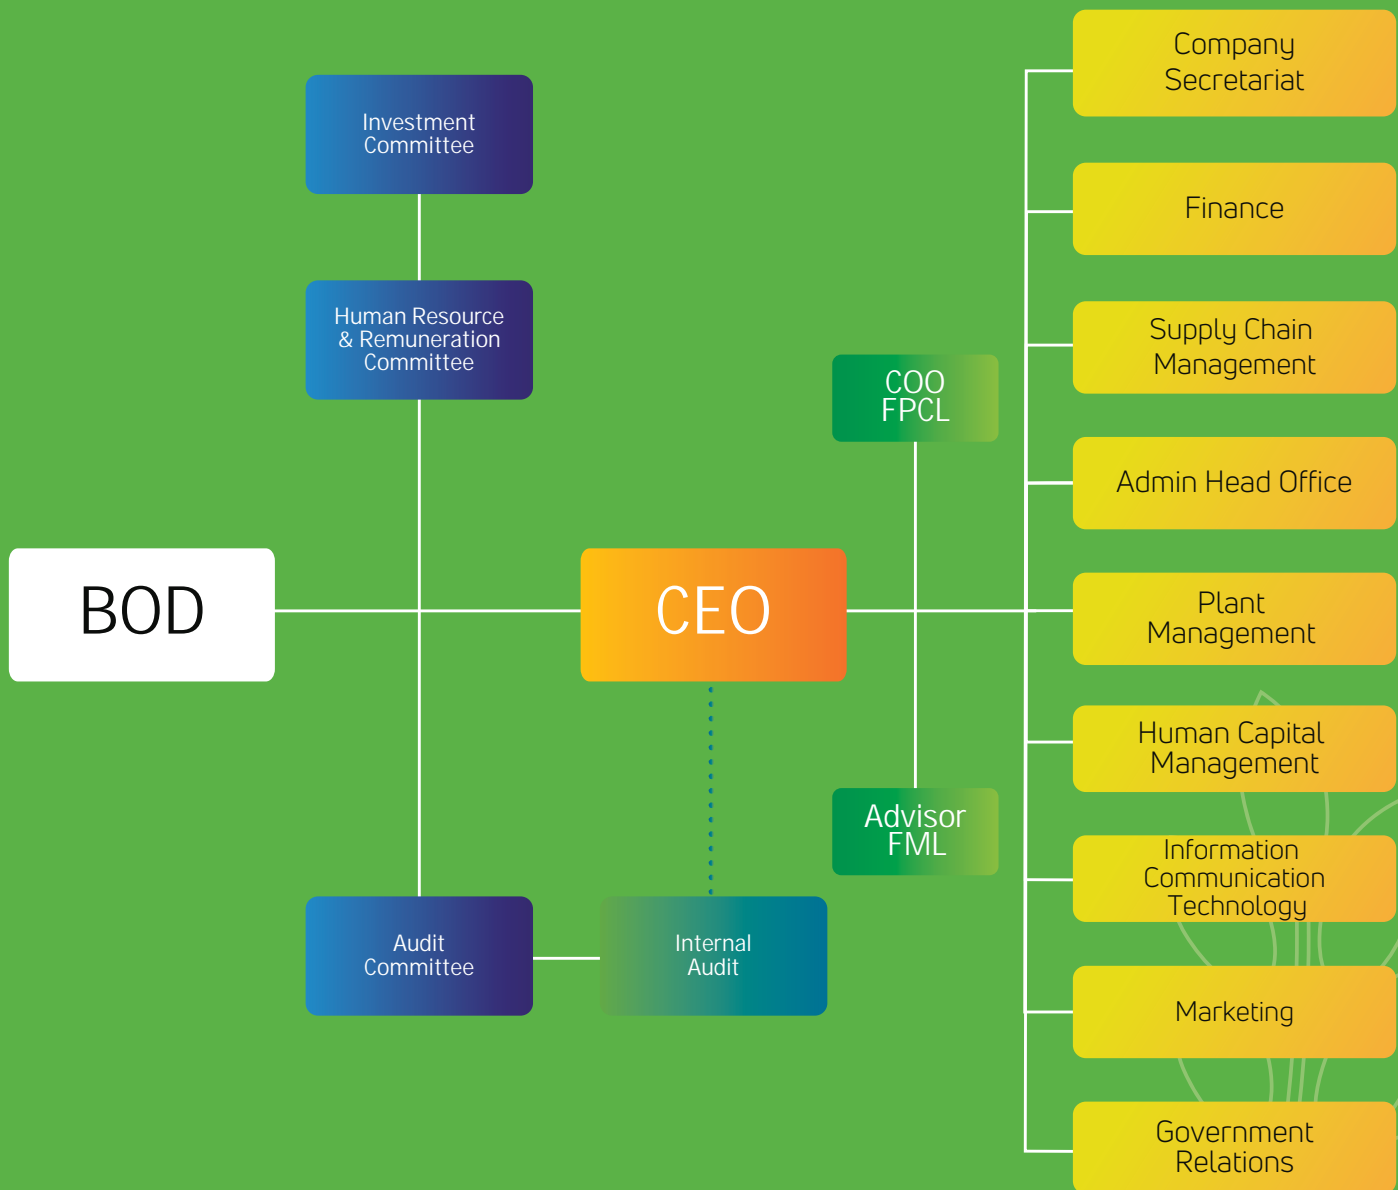 Investment
Committee
Human Resource
& Remuneration
Committee
BOD
CEO
Audit
Committee
Internal
Audit
COO
FPCL
Advisor
FML
Company
Secretariat
Finance
Supply Chain
Management
Admin Head Office
Plant
Management
Human Capital
Management
Information
Communication
Technology
Marketing
Government
Relations